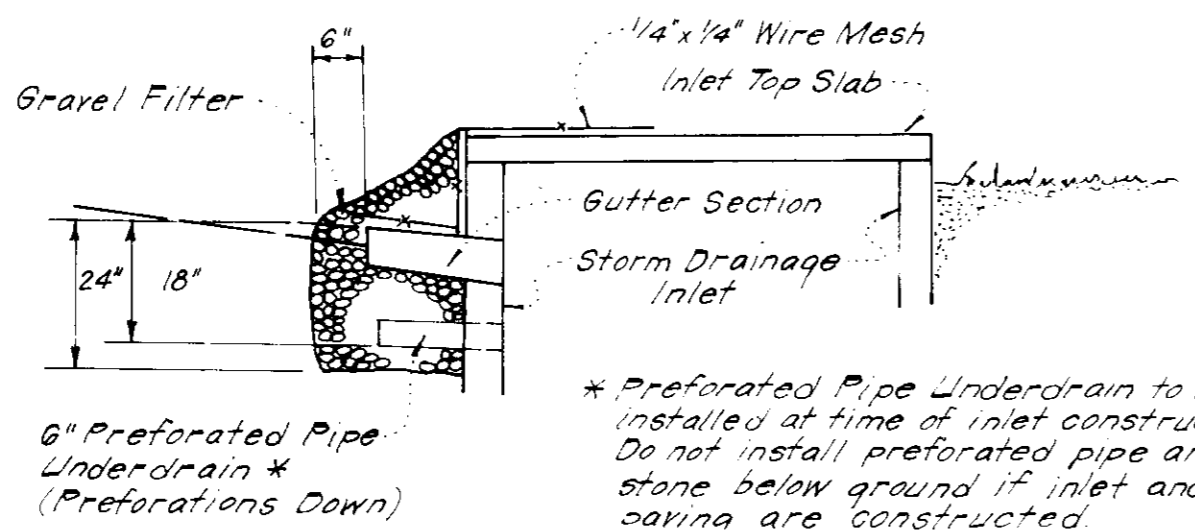 6"
1/4" x 1/4" Wire Mesh
Inlet Top Slab
Gravel Filter
Gutter Section
24"
18"
Storm Drainage
Inlet
6" Preforated Pipe
Underdrain *
(Preforations Down)
* Preforated Pipe Underdrain to
installed at time of inlet constru
Do not install preforated pipe an
stone below ground if inlet and
paving are constructed.